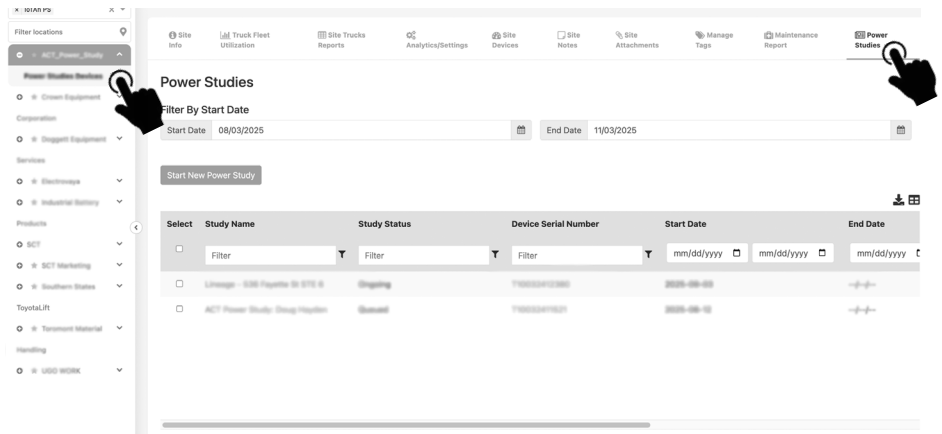 × IoTAh PS × ▾
Filter locations
ACT_Power_Study
Power Studies Devices
Crown Equipment
Corporation
Doggett Equipment
Services
Electrovaya
Industrial Battery
Products
SCT
SCT Marketing
Southern States
ToyotaLift
Toromont Material
Handling
UGO WORK
Site Info
Truck Fleet Utilization
Site Trucks Reports
Site Analytics/Settings
Site Devices
Site Notes
Site Attachments
Manage Tags
Maintenance Report
Power Studies
Power Studies
Filter By Start Date
Start Date 08/03/2025 End Date 11/03/2025
Start New Power Study
Select Study Name Study Status Device Serial Number Start Date End Date
Filter Filter Filter mm/dd/yyyy mm/dd/yyyy mm/dd/yyyy
Ongoing
ACT Power Study: Doug Hayden Queued